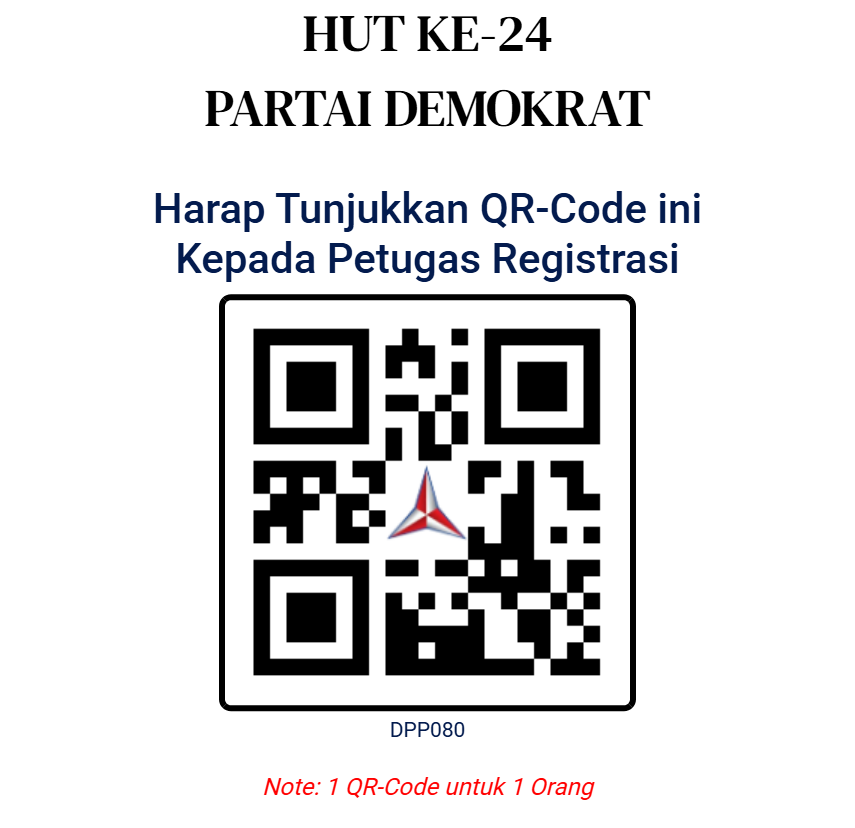 HUT KE-24
PARTAI DEMOKRAT
Harap Tunjukkan QR-Code ini
Kepada Petugas Registrasi
DPP080
Note: 1 QR-Code untuk 1 Orang